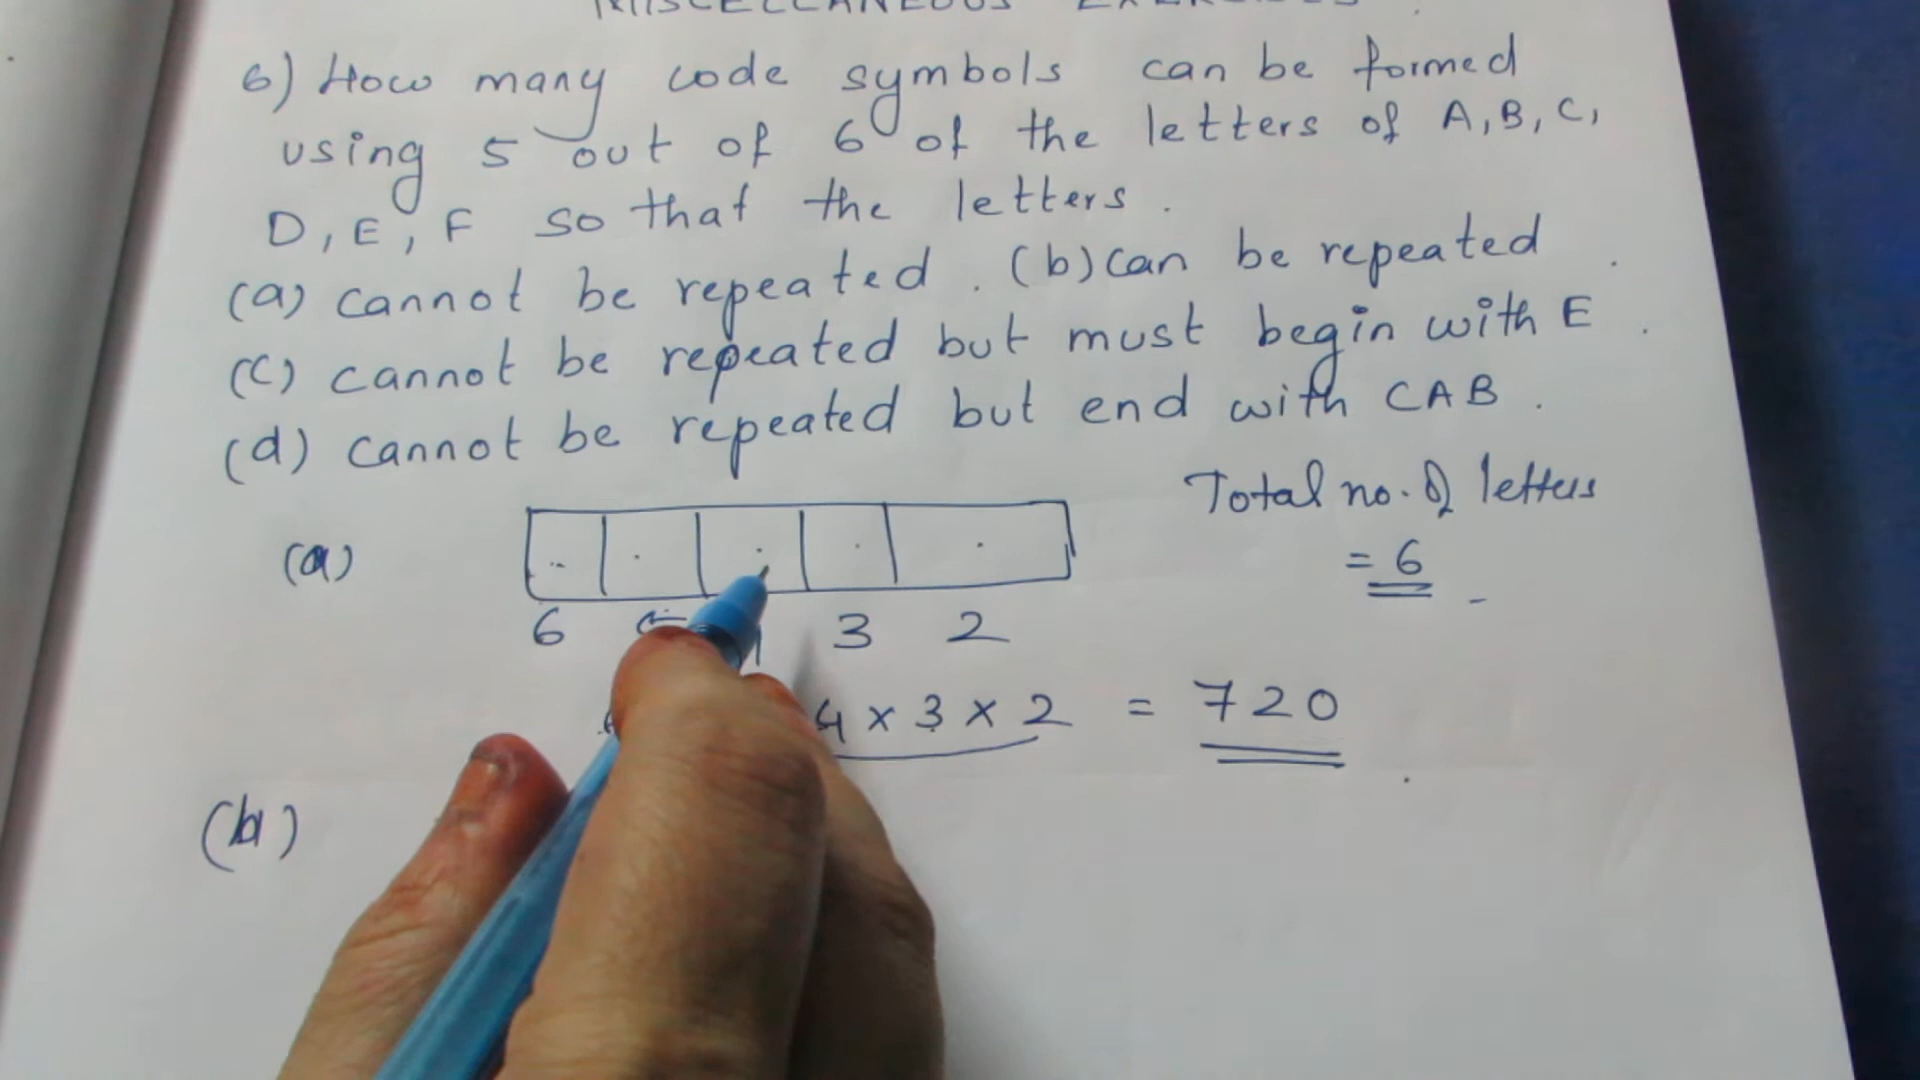 MISCELLANEOUS EXERCISES
6) How many code symbols can be formed
using 5 out of 6 of the letters of A, B, C,
D, E, F so that the letters.
(a) cannot be repeated. (b) can be repeated
(c) cannot be repeated but must begin with E.
(d) cannot be repeated but end with CAB.
Total no. of letters
= 6
(a)
6 3 2
4 x 3 x 2 = 720
(b)